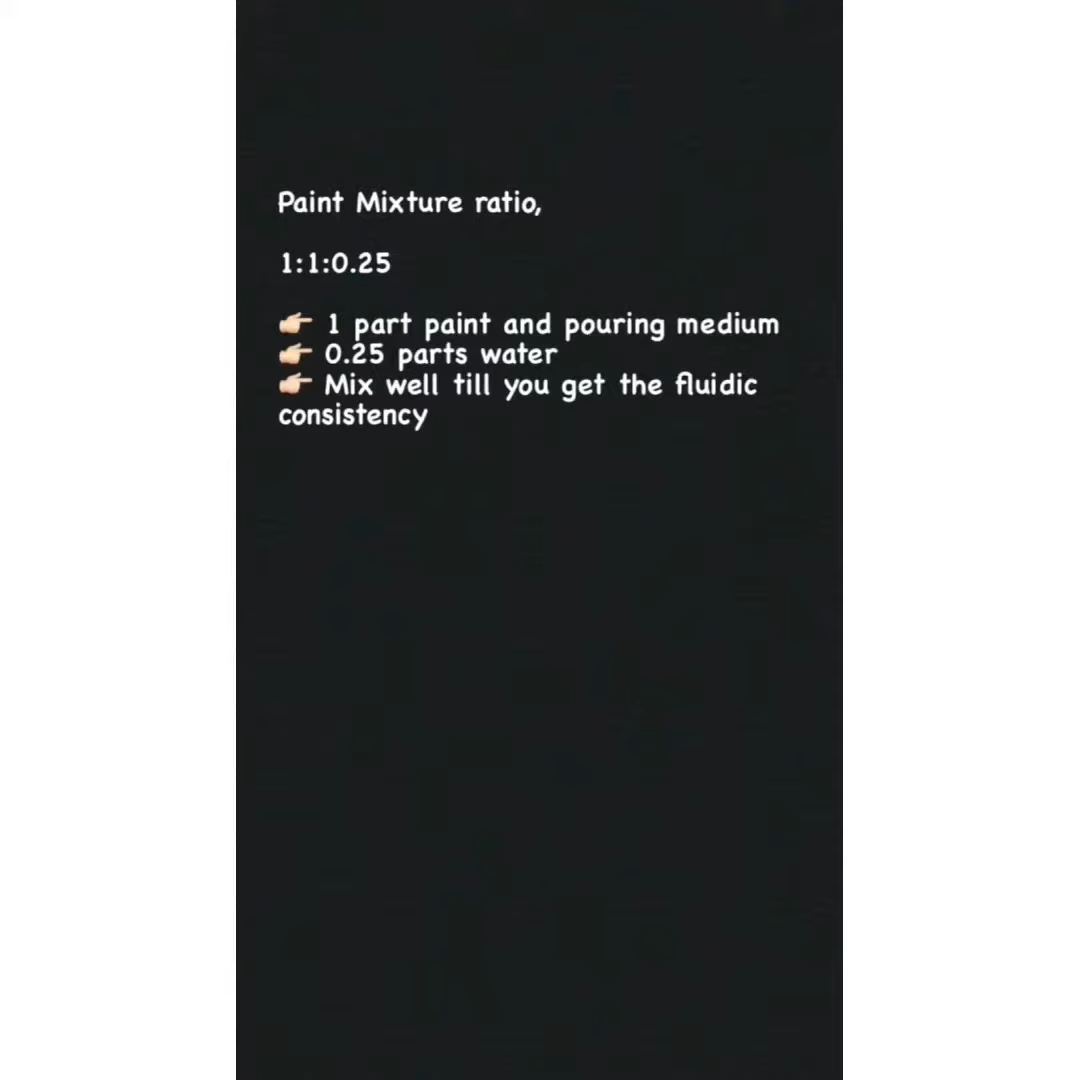 Paint Mixture ratio,
1:1:0.25
👉🏻 1 part paint and pouring medium
👉🏻 0.25 parts water
👉🏻 Mix well till you get the fluidic
consistency